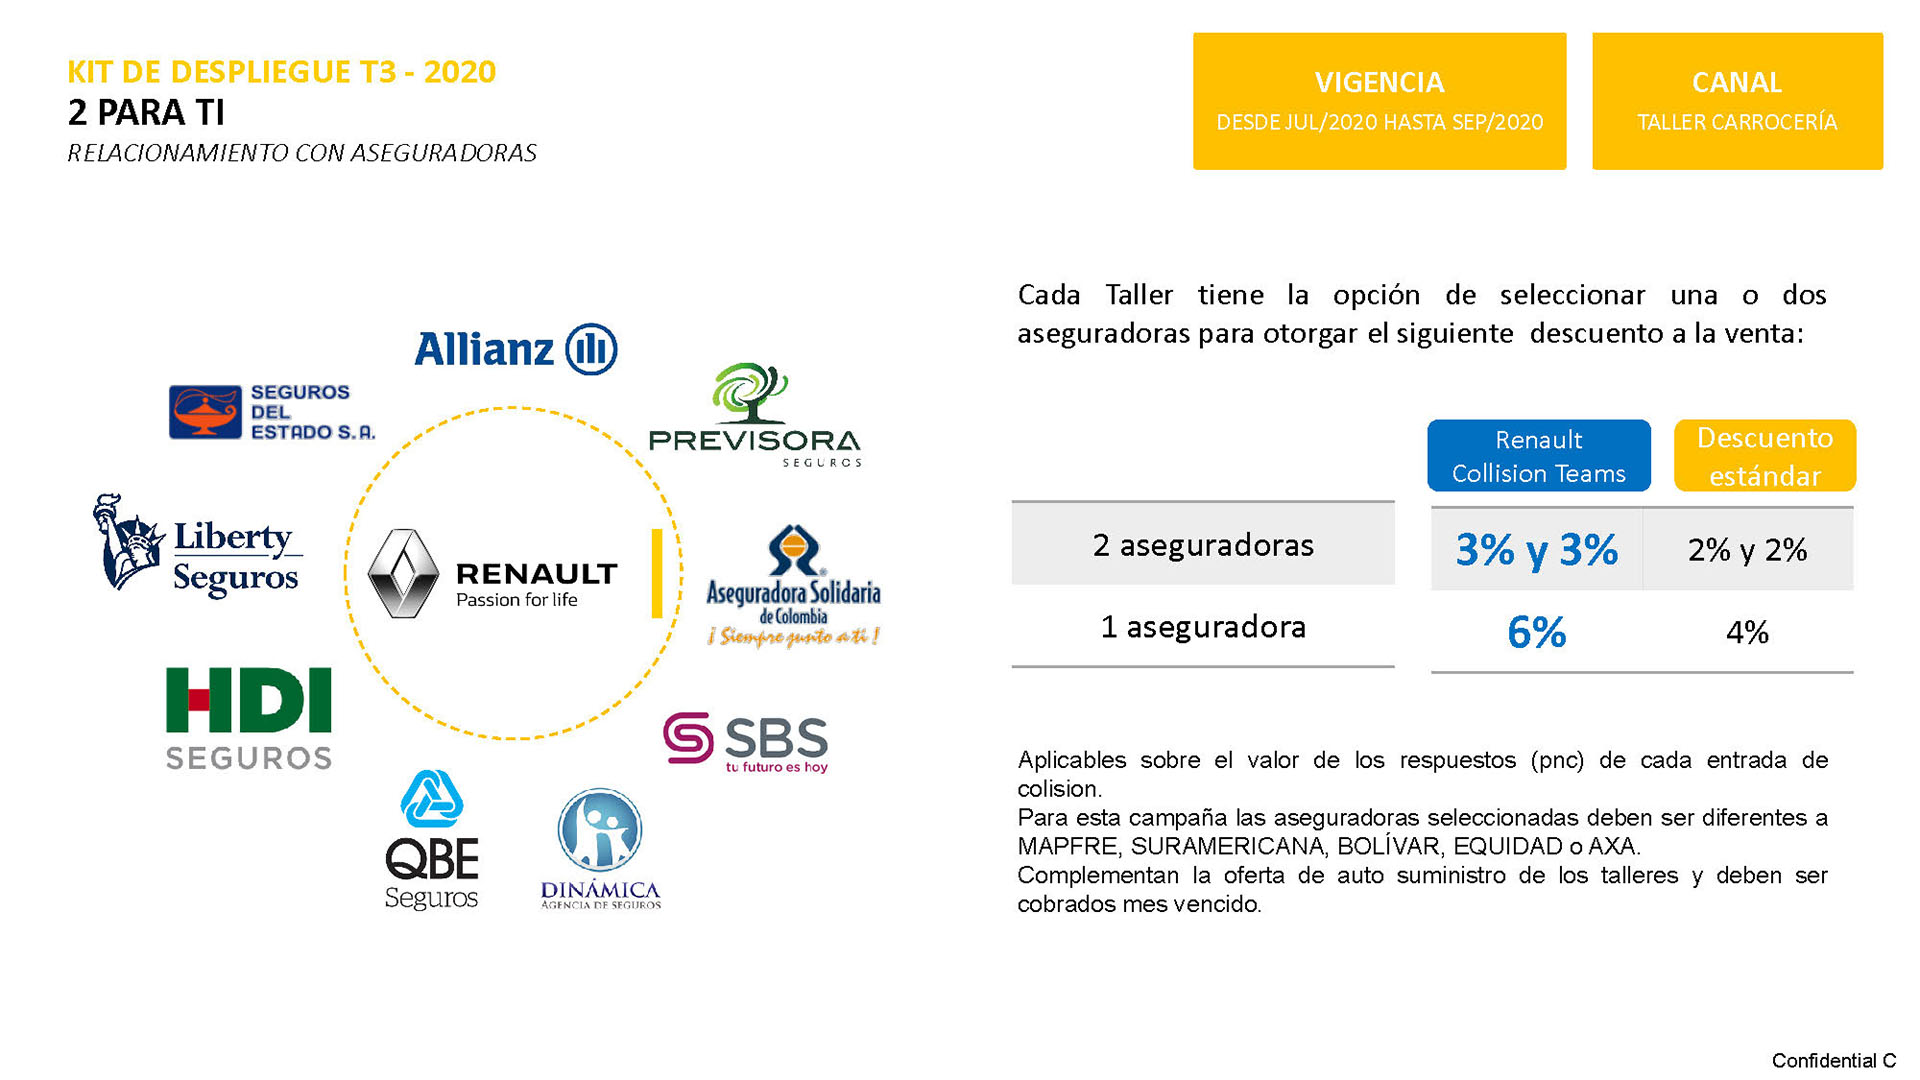 KIT DE DESPLIEGUE T3 - 2020
2 PARA TI
RELACIONAMIENTO CON ASEGURADORAS
VIGENCIA
DESDE JUL/2020 HASTA SEP/2020
CANAL
TALLER CARROCERÍA
Allianz
SEGUROS
DEL
ESTADO S.A.
PREVISORA
SEGUROS
Liberty
Seguros
RENAULT
Passion for life
Aseguradora Solidaria
de Colombia
¡Siempre junto a ti!
HDI
SEGUROS
SBS
tu futuro es hoy
QBE
Seguros
DINÁMICA
AGENCIA DE SEGUROS
Cada Taller tiene la opción de seleccionar una o dos
aseguradoras para otorgar el siguiente descuento a la venta:
Renault
Collision Teams
Descuento
estándar
2 aseguradoras 3% y 3% 2% y 2%
1 aseguradora 6% 4%
Aplicables sobre el valor de los respuestos (pnc) de cada entrada de
colision.
Para esta campaña las aseguradoras seleccionadas deben ser diferentes a
MAPFRE, SURAMERICANA, BOLÍVAR, EQUIDAD o AXA.
Complementan la oferta de auto suministro de los talleres y deben ser
cobrados mes vencido.
Confidential C